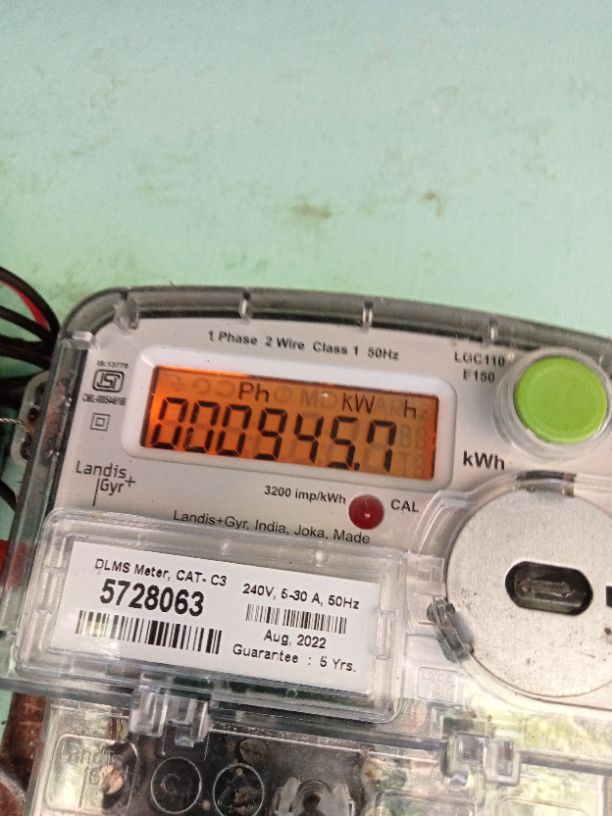 1 Phase 2 Wire Class 1 50Hz
LGC110
E150
IS:13779
Ph kW h
000945.7
kWh
Landis
Gyr+
3200 imp/kWh
CAL
Landis+Gyr, India, Joka, Made
DLMS Meter, CAT- C3
5728063
240V, 5-30 A, 50Hz
Aug, 2022
Guarantee : 5 Yrs.